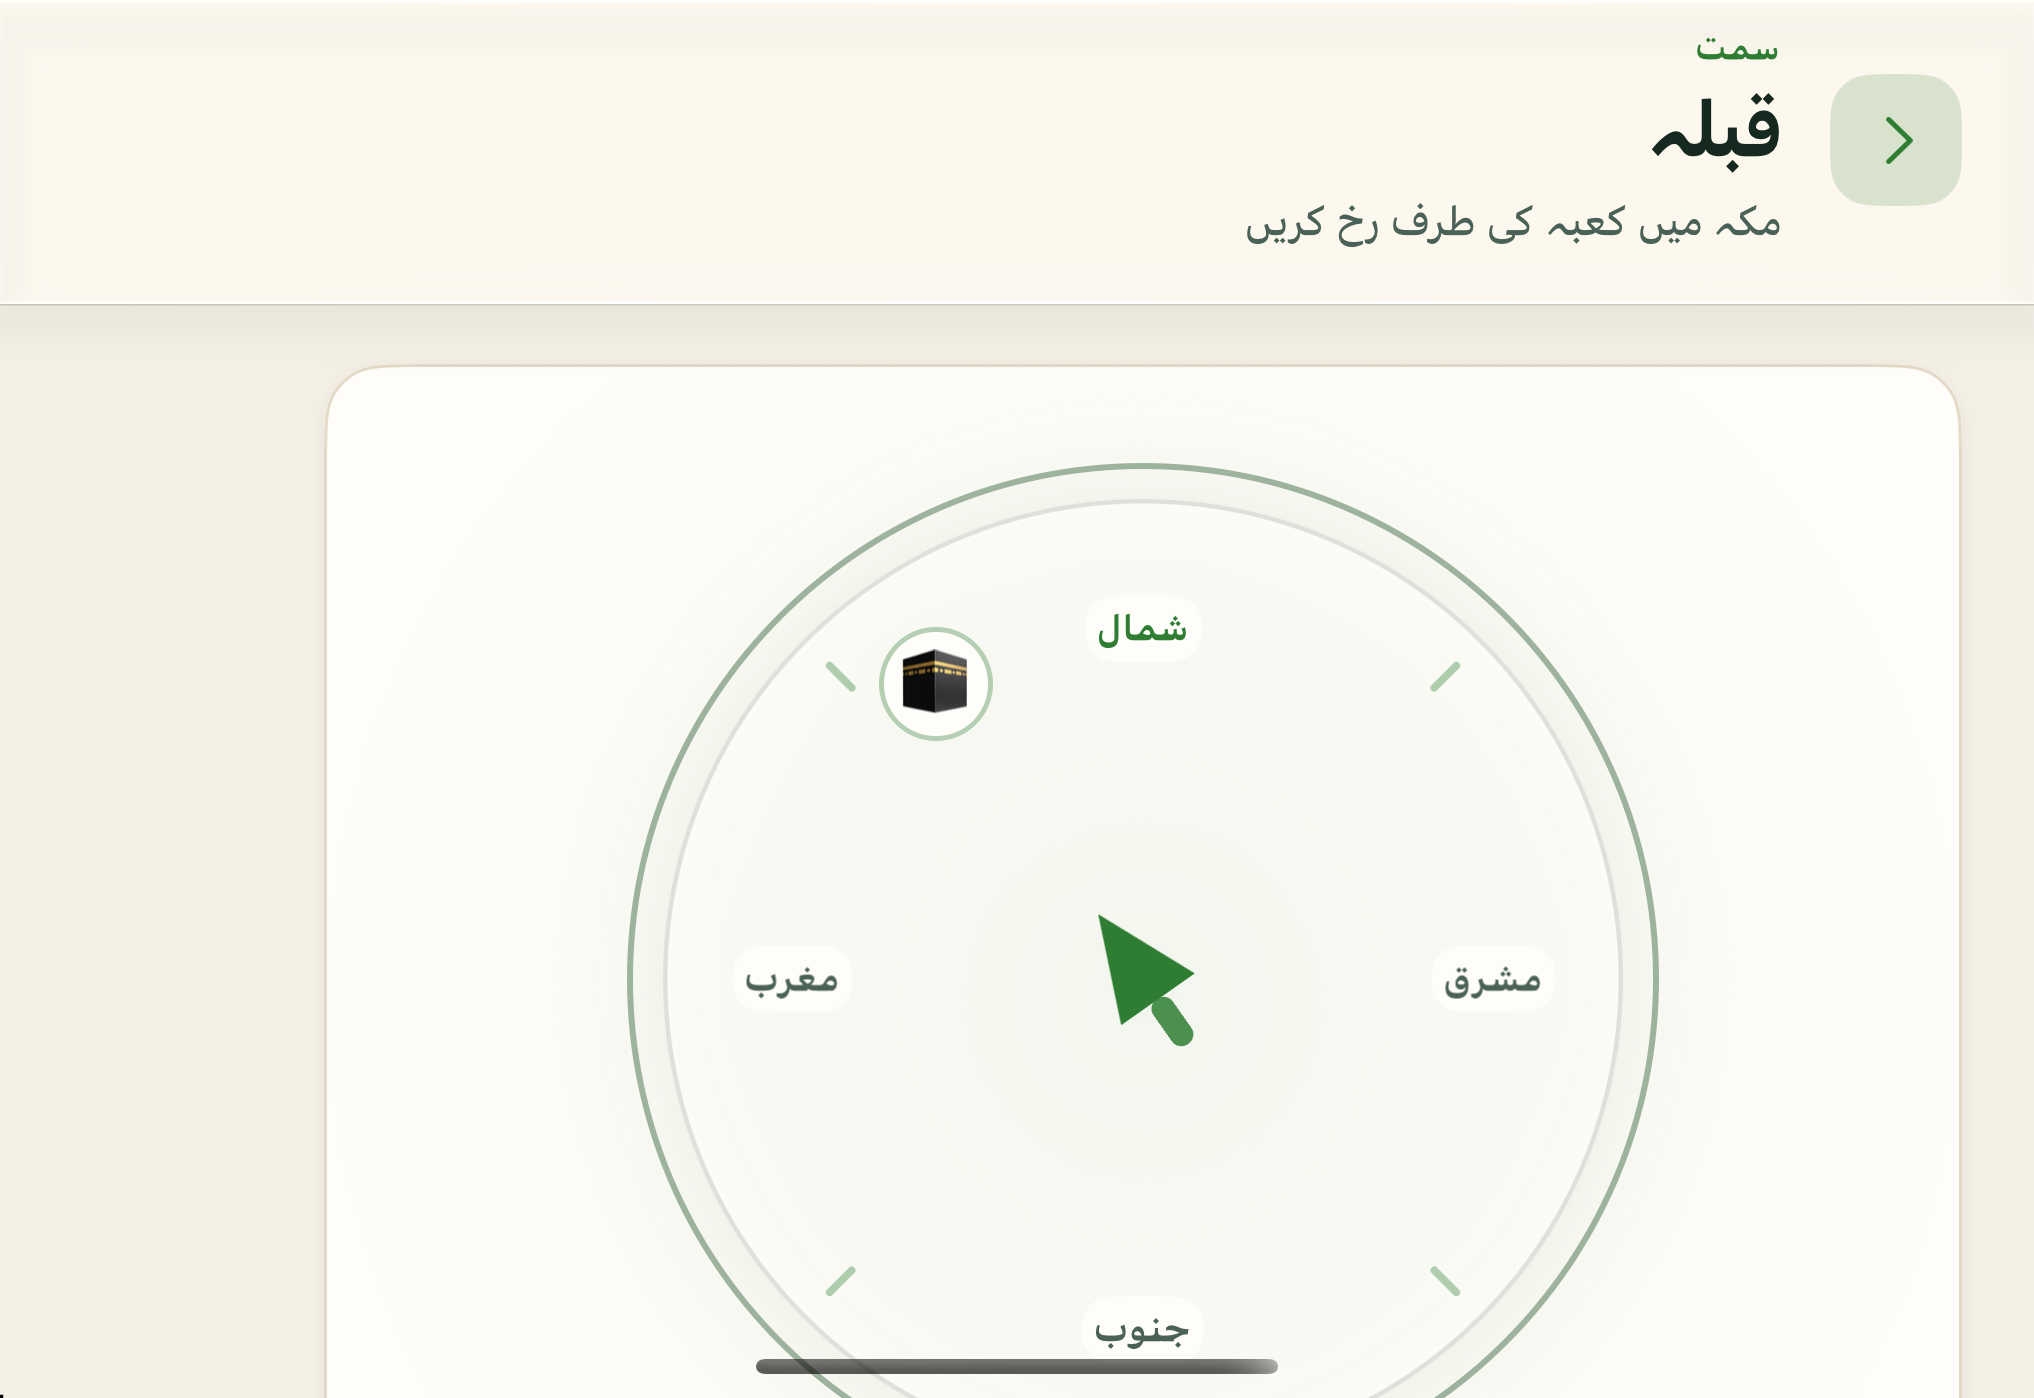 سمت
قبلہ
مکہ میں کعبہ کی طرف رخ کریں
شمال
مشرق
مغرب
جنوب